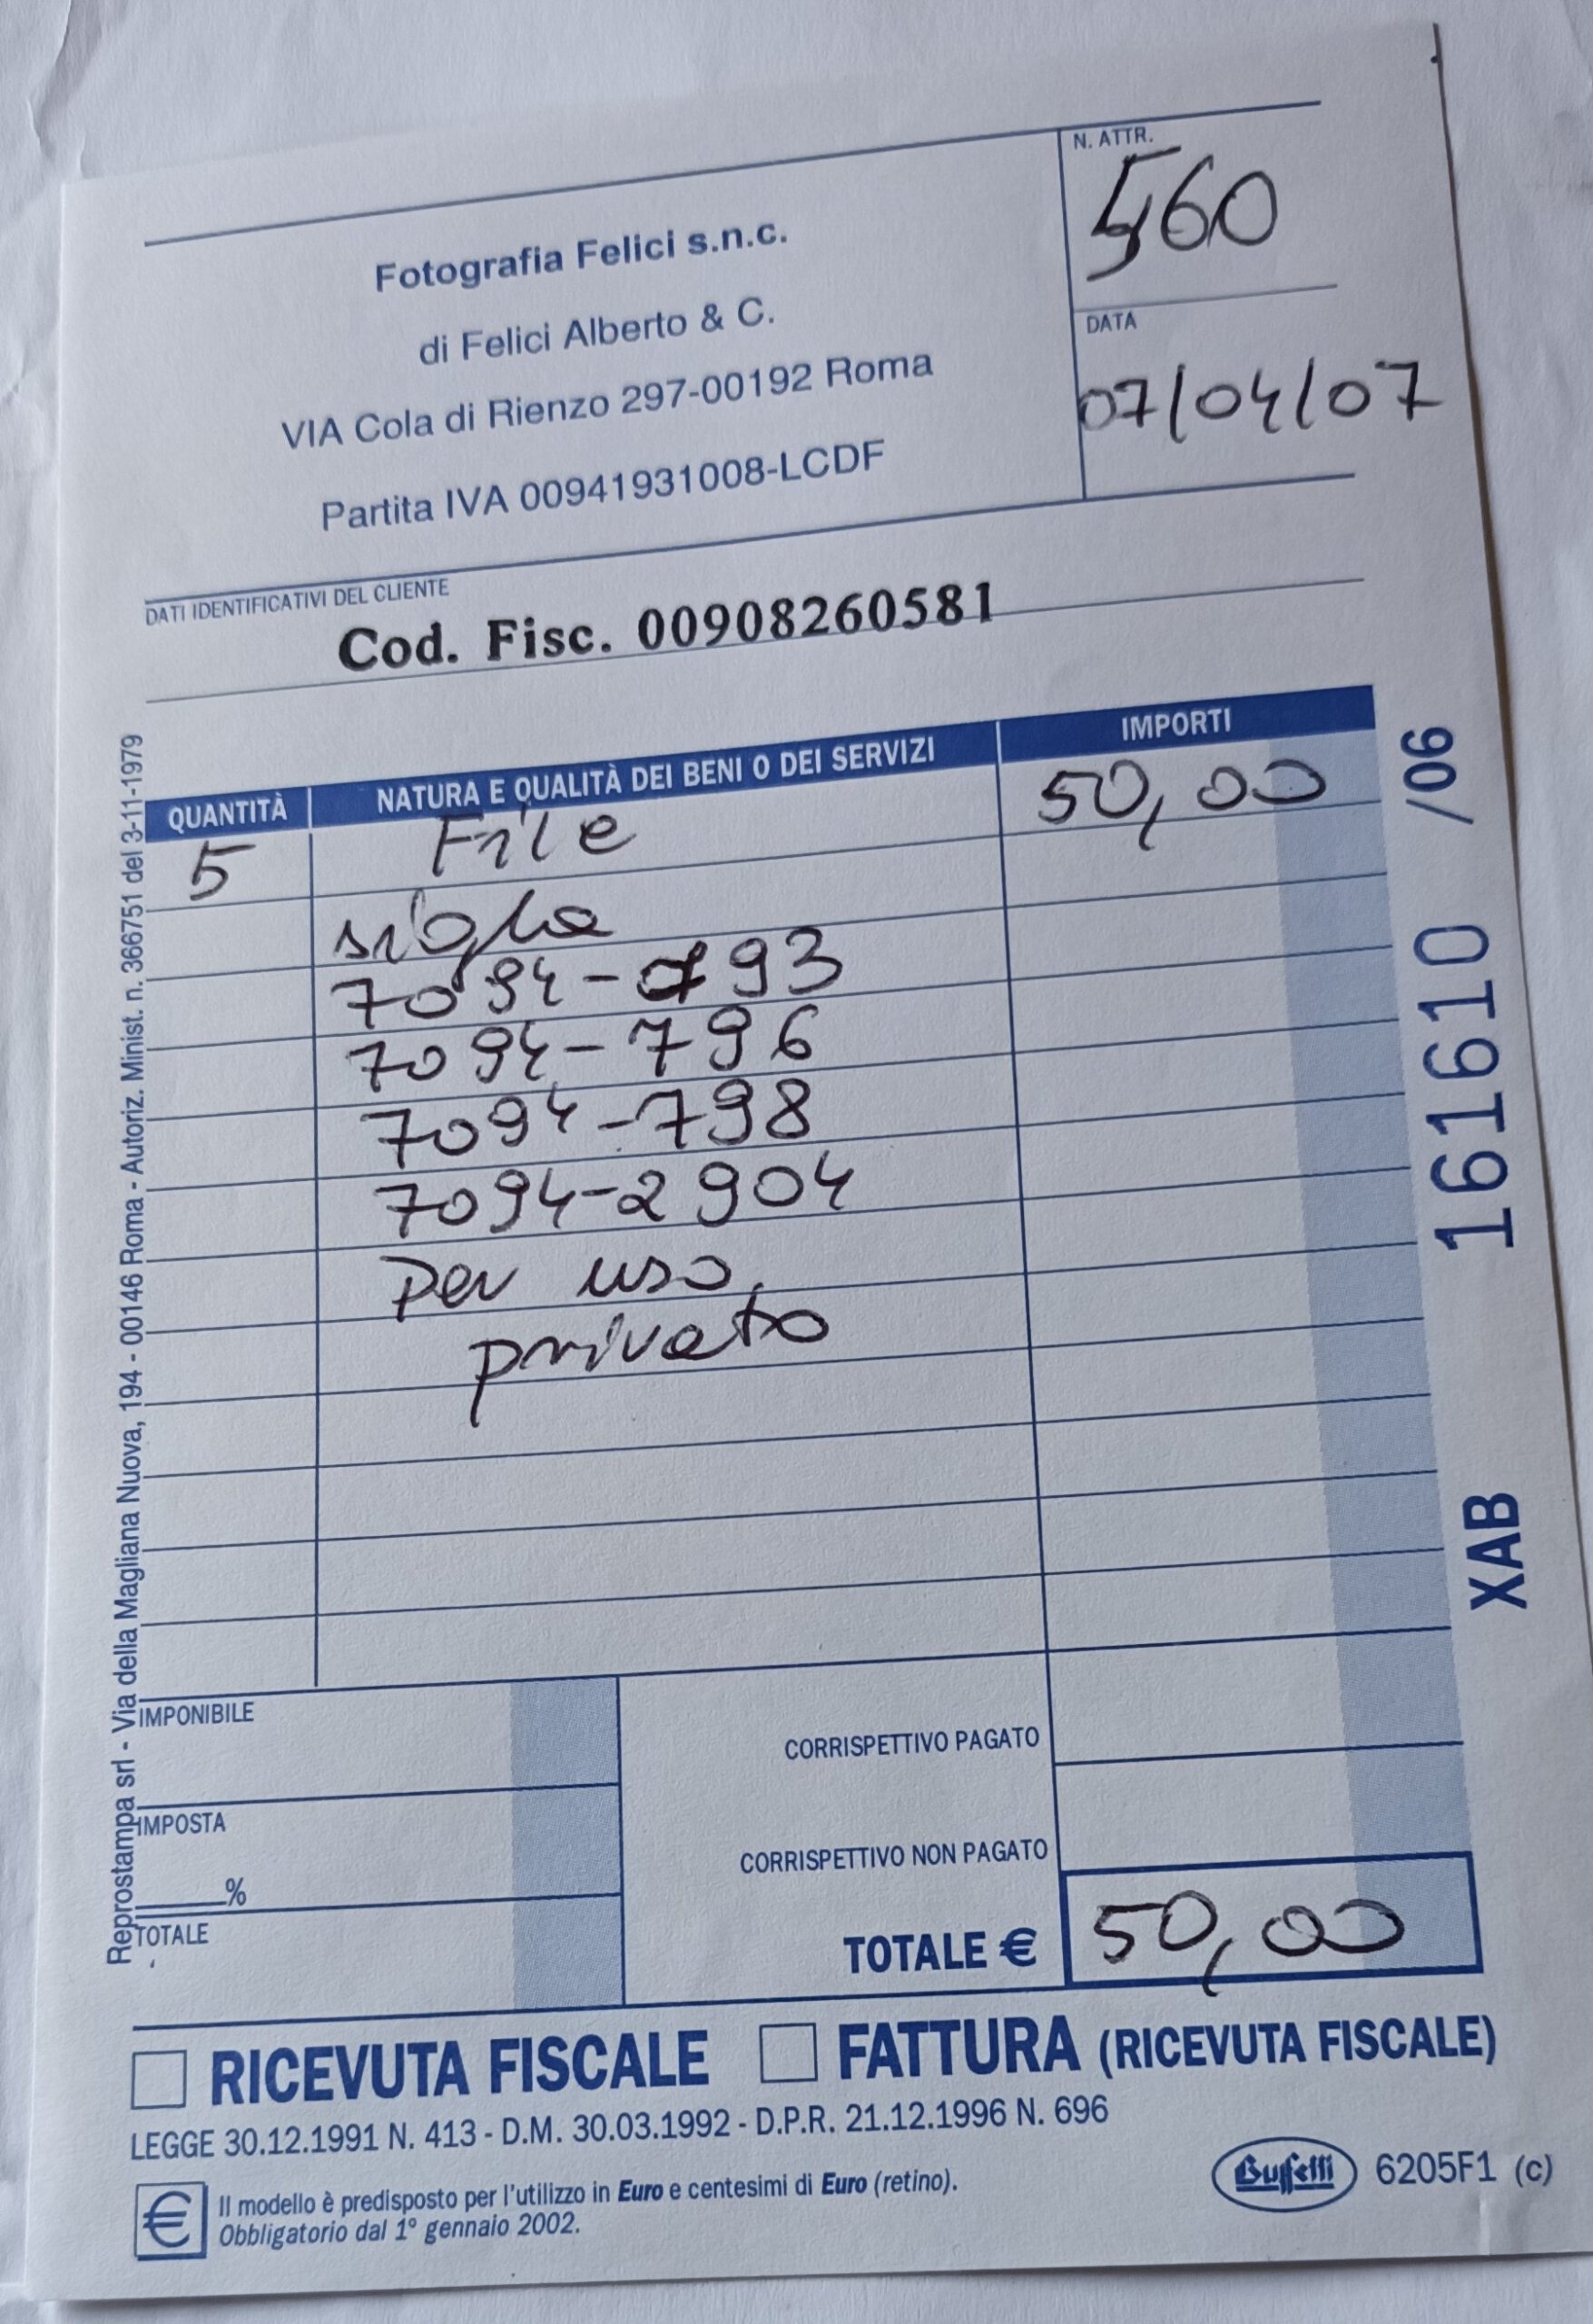 N. ATTR.
560
Fotografia Felici s.n.c.
di Felici Alberto & C.
VIA Cola di Rienzo 297-00192 Roma
Partita IVA 00941931008-LCDF
DATA
07/04/07
DATI IDENTIFICATIVI DEL CLIENTE
Cod. Fisc. 00908260581
QUANTITÀ NATURA E QUALITÀ DEI BENI O DEI SERVIZI IMPORTI
5 File 50,00
sigla
7094-793
7094-796
7094-798
7094-2904
per uso
privato
IMPONIBILE
CORRISPETTIVO PAGATO
IMPOSTA
%
CORRISPETTIVO NON PAGATO
TOTALE
TOTALE € 50,00
RICEVUTA FISCALE FATTURA (RICEVUTA FISCALE)
LEGGE 30.12.1991 N. 413 - D.M. 30.03.1992 - D.P.R. 21.12.1996 N. 696
€ Il modello è predisposto per l'utilizzo in Euro e centesimi di Euro (retino).
Obbligatorio dal 1° gennaio 2002.
Buffetti 6205F1 (c)
Reprostampa srl - Via della Magliana Nuova, 194 - 00146 Roma - Autoriz. Minist. n. 366751 del 3-11-1979
XAB 161610 /06